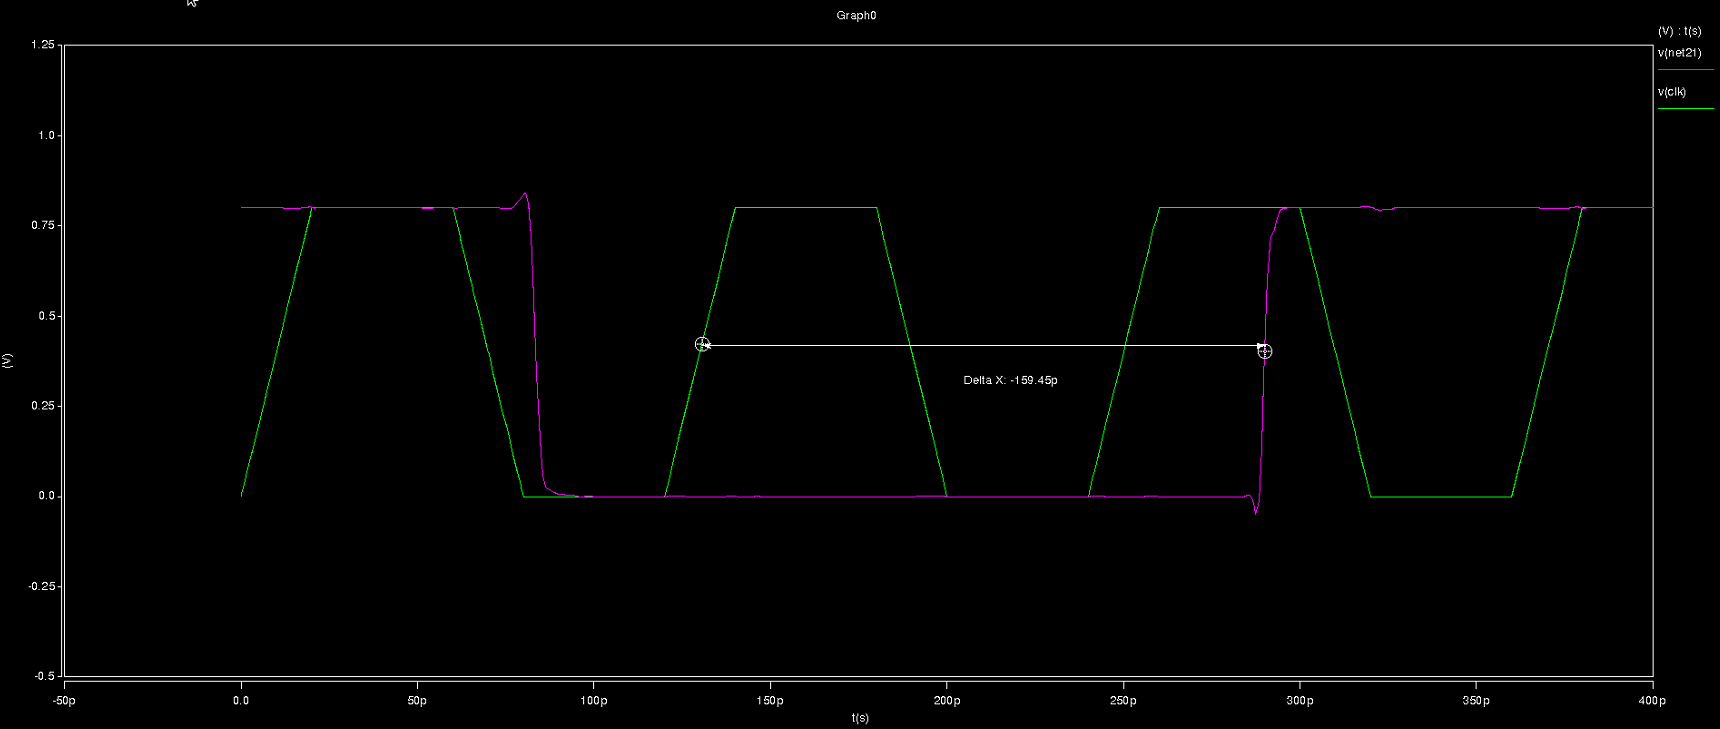 Graph0
(V) : t(s)
v(net21)
v(clk)
1.25
1.0
0.75
0.5
(V)
0.25
0.0
-0.25
-0.5
Delta X: -159.45p
-50p
0.0
50p
100p
150p
200p
250p
300p
350p
400p
t(s)